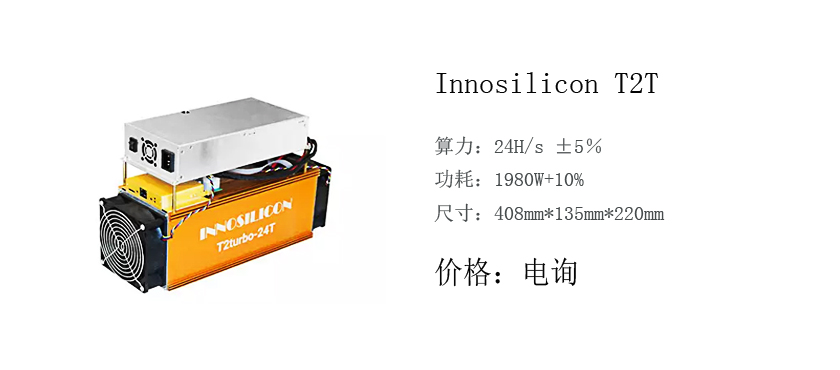 Innosilicon T2T
算力：24H/s ±5%
功耗：1980W+10%
尺寸：408mm*135mm*220mm
价格：电询
INNOSILICON
T2turbo-24T